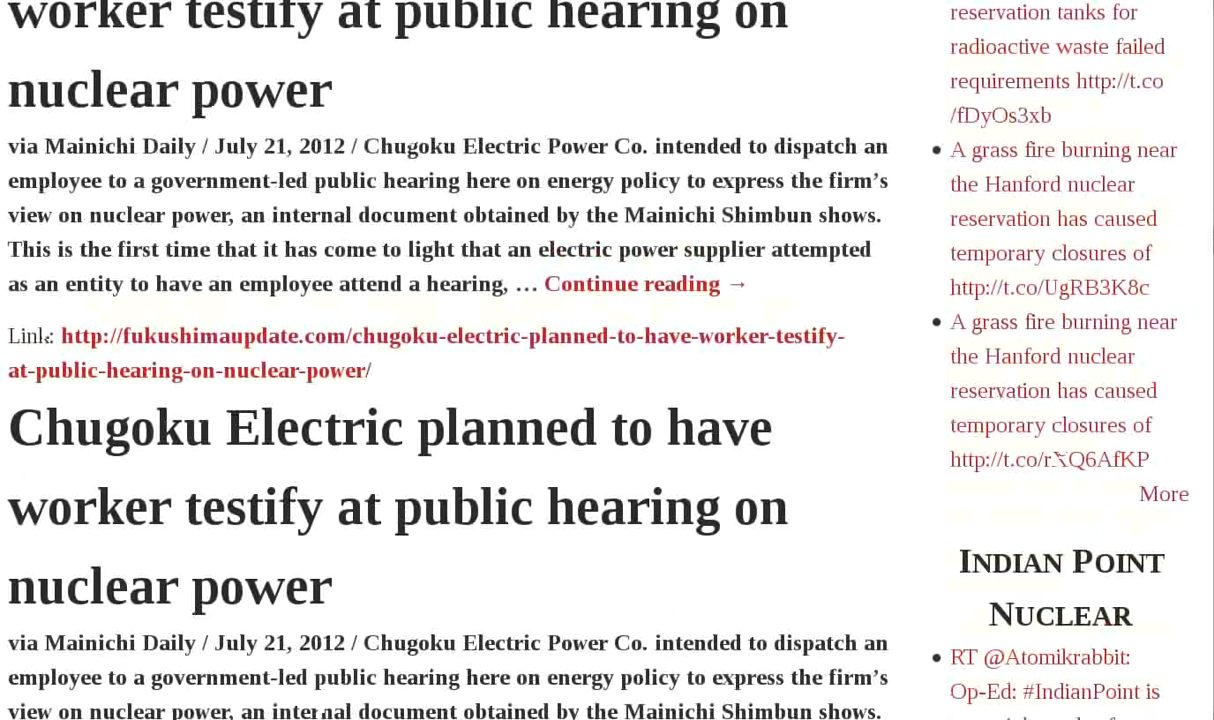 worker testify at public hearing on
nuclear power
via Mainichi Daily / July 21, 2012 / Chugoku Electric Power Co. intended to dispatch an
employee to a government-led public hearing here on energy policy to express the firm’s
view on nuclear power, an internal document obtained by the Mainichi Shimbun shows.
This is the first time that it has come to light that an electric power supplier attempted
as an entity to have an employee attend a hearing, … Continue reading →
Link: http://fukushimaupdate.com/chugoku-electric-planned-to-have-worker-testify-
at-public-hearing-on-nuclear-power/
Chugoku Electric planned to have
worker testify at public hearing on
nuclear power
via Mainichi Daily / July 21, 2012 / Chugoku Electric Power Co. intended to dispatch an
employee to a government-led public hearing here on energy policy to express the firm’s
view on nuclear power, an internal document obtained by the Mainichi Shimbun shows.
reservation tanks for
radioactive waste failed
requirements http://t.co
/fDyOs3xb
• A grass fire burning near
the Hanford nuclear
reservation has caused
temporary closures of
http://t.co/UgRB3K8c
• A grass fire burning near
the Hanford nuclear
reservation has caused
temporary closures of
http://t.co/rXQ6AfKP
More
INDIAN POINT
NUCLEAR
• RT @Atomikrabbit:
Op-Ed: #IndianPoint is